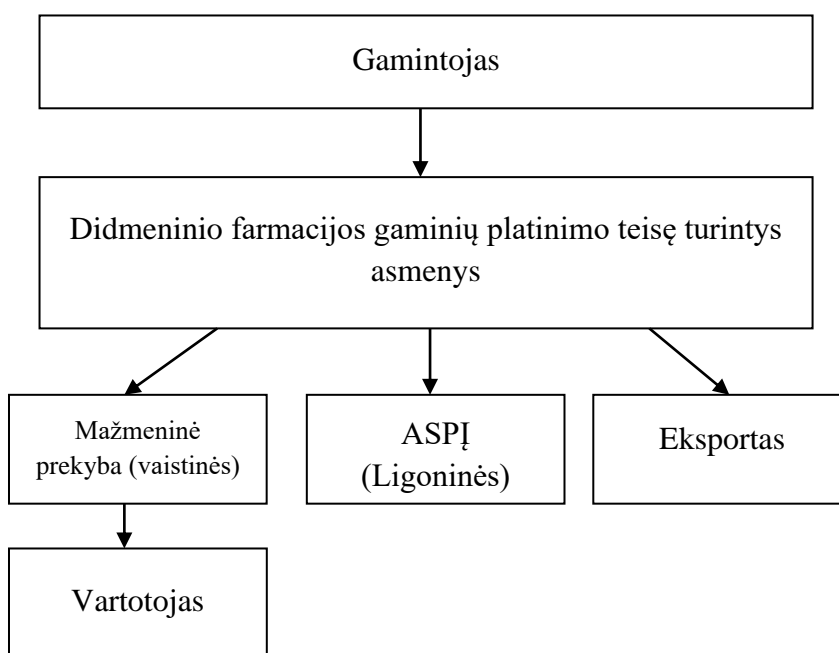 Gamintojas
Didmeninio farmacijos gaminių platinimo teisę turintys
asmenys
Mažmeninė
prekyba (vaistinės)
ASPĮ
(Ligoninės)
Eksportas
Vartotojas